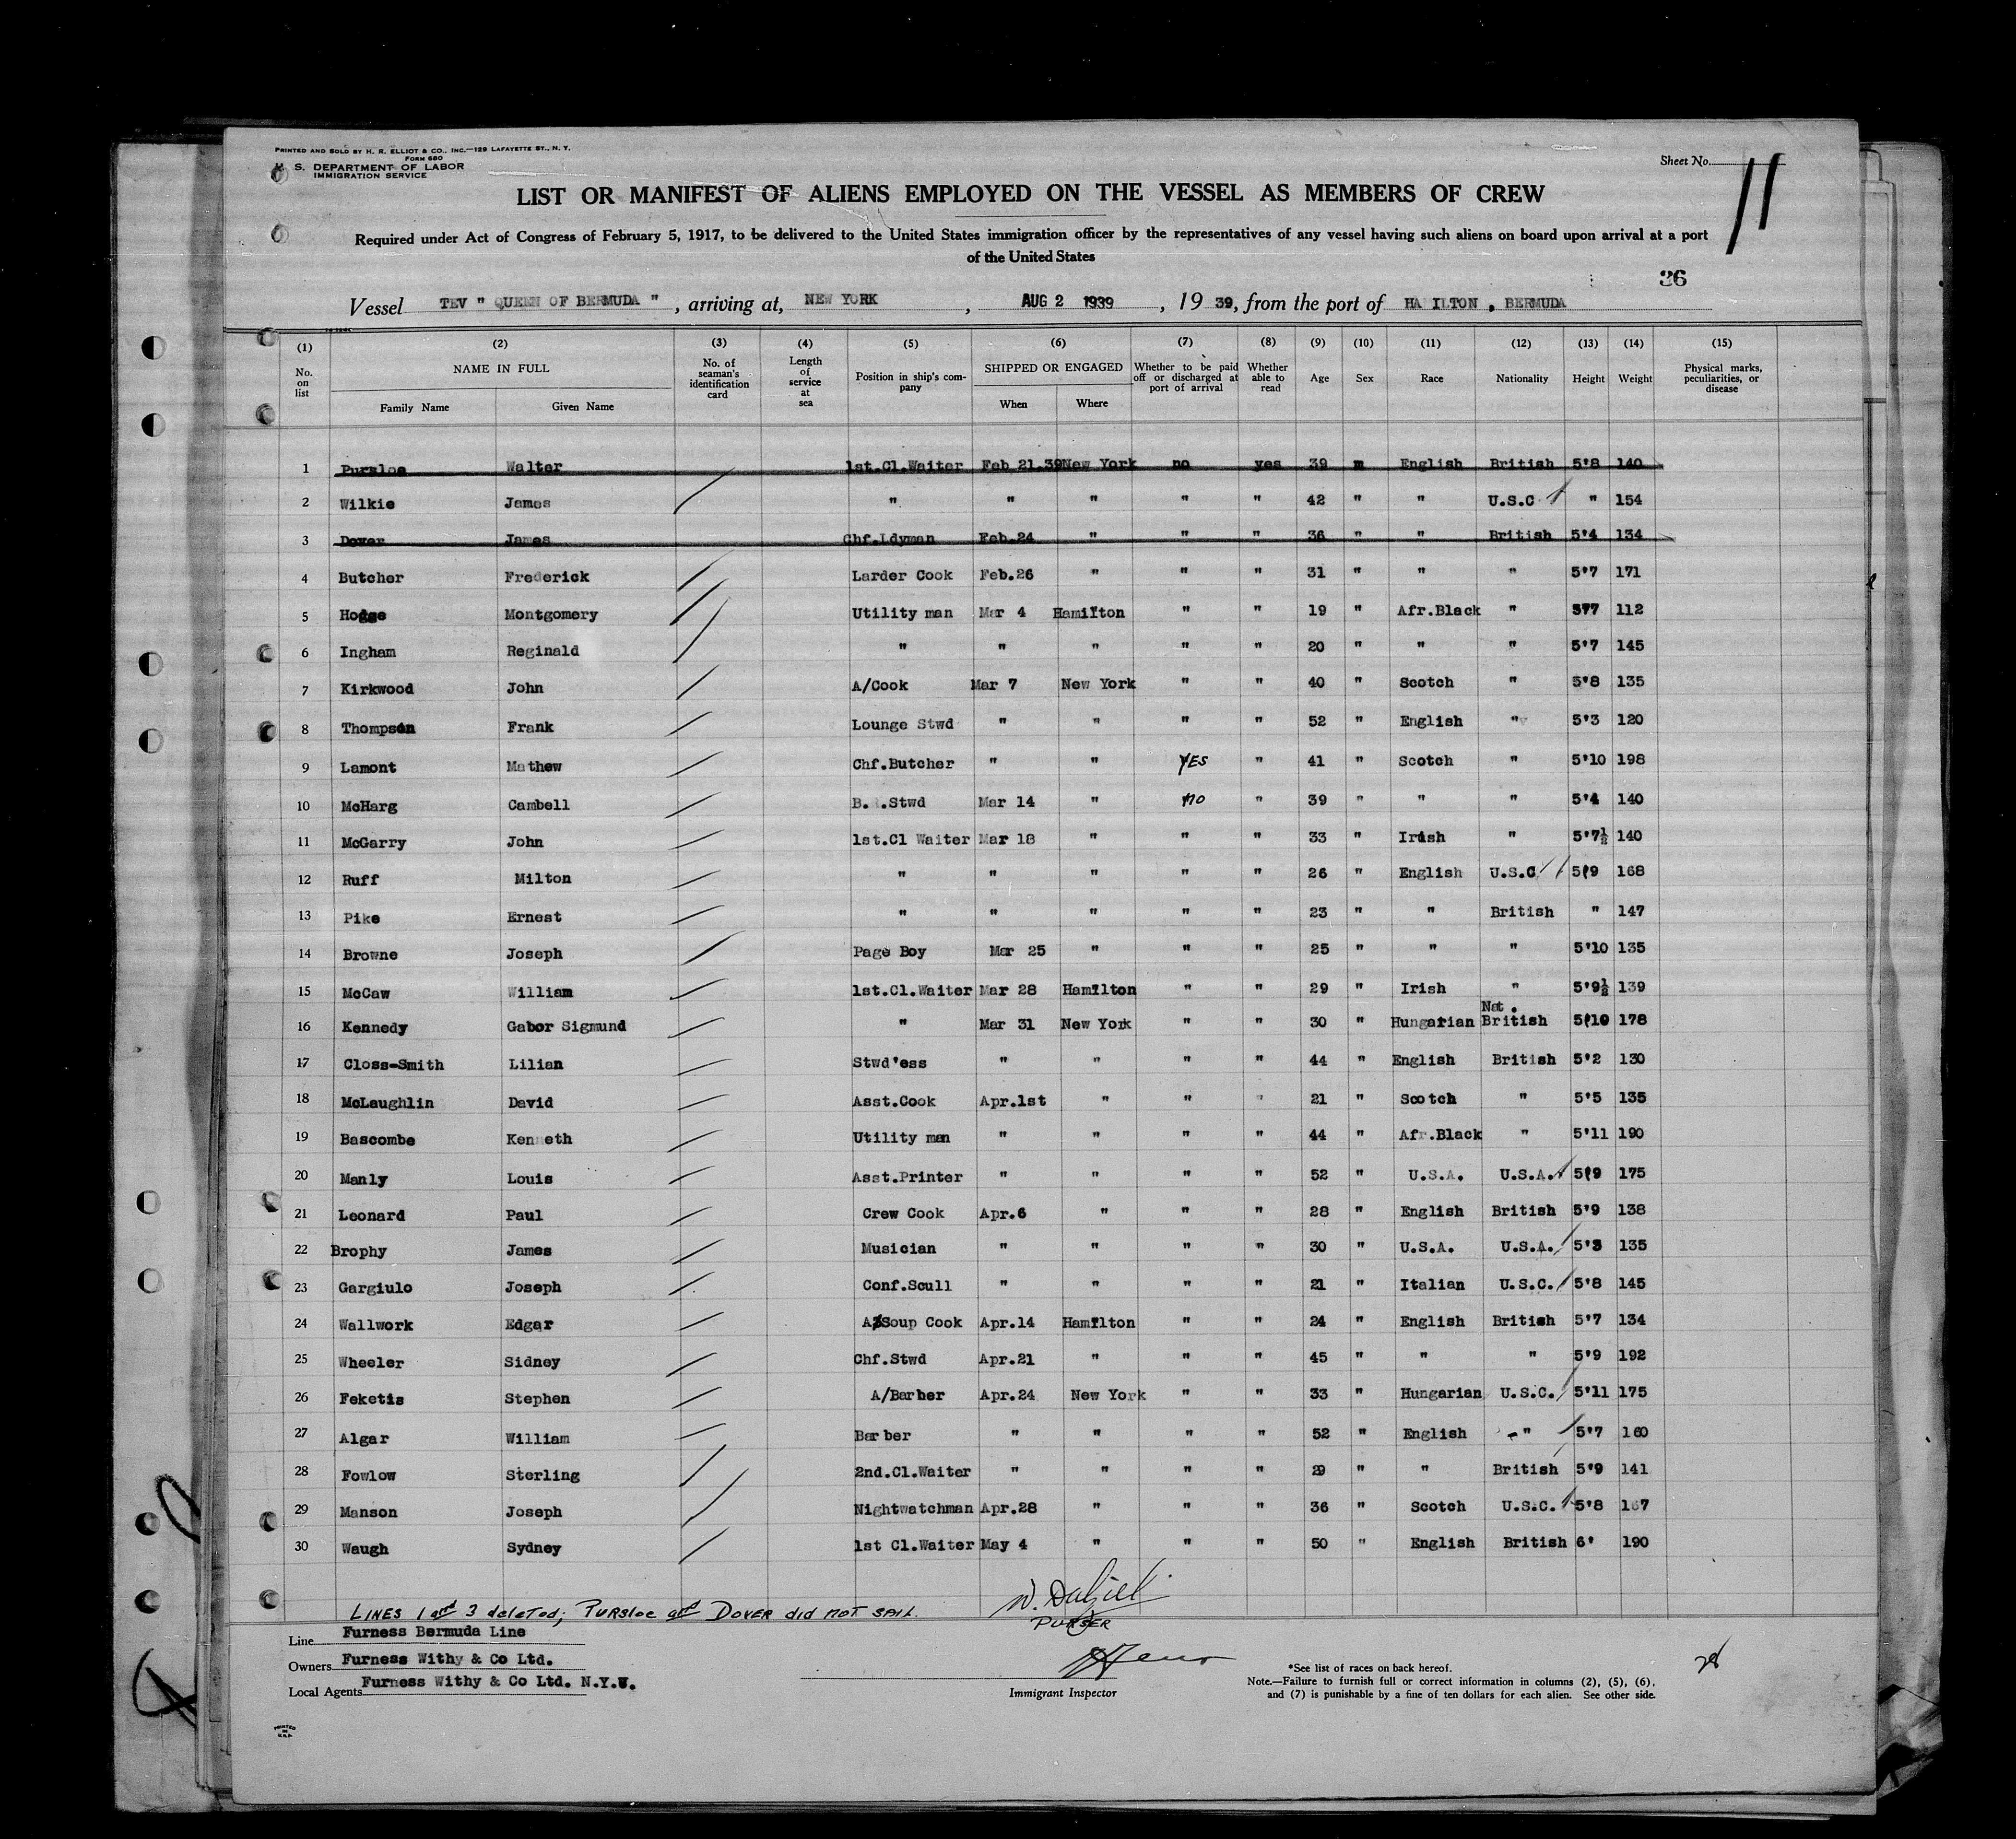 PRINTED AND SOLD BY H. R. ELLIOT & CO., INC.—129 LAFAYETTE ST., N. Y.
FORM 680
U. S. DEPARTMENT OF LABOR
IMMIGRATION SERVICE
Sheet No. 11
LIST OR MANIFEST OF ALIENS EMPLOYED ON THE VESSEL AS MEMBERS OF CREW
Required under Act of Congress of February 5, 1917, to be delivered to the United States immigration officer by the representatives of any vessel having such aliens on board upon arrival at a port
of the United States
36
Vessel TEV " QUEEN OF BERMUDA ", arriving at, NEW YORK, AUG 2 1939, 19 39, from the port of HA ILTON , BERMUDA
(1) (2) (3) (4) (5) (6) (7) (8) (9) (10) (11) (12) (13) (14) (15)
No. on list NAME IN FULL Family Name Given Name No. of seaman's identification card Length of service at sea Position in ship's company SHIPPED OR ENGAGED When Where Whether to be paid off or discharged at port of arrival Whether able to read Age Sex Race Nationality Height Weight Physical marks, peculiarities, or disease
1 Pursloe Walter 1st.Cl.Waiter Feb 21.39 New York no yes 39 m English British 5'8 140
2 Wilkie James " " " " " 42 " " U.S.C " 154
3 Dover James Chf.Ldyman Feb.24 " " " 36 " " British 5'4 134
4 Butcher Frederick Larder Cook Feb.26 " " " 31 " " " 5'7 171
5 Hodge Montgomery Utility man Mar 4 Hamilton " " 19 " Afr.Black " 5'7 112
6 Ingham Reginald " " " " " 20 " " " 5'7 145
7 Kirkwood John A/Cook Mar 7 New York " " 40 " Scotch " 5'8 135
8 Thompson Frank Lounge Stwd " " " " 52 " English " 5'3 120
9 Lamont Mathew Chf.Butcher " " YES " 41 " Scotch " 5'10 198
10 McHarg Cambell B. .Stwd Mar 14 " no " 39 " " " 5'4 140
11 McGarry John 1st.Cl Waiter Mar 18 " " " 33 " Irish " 5'7½ 140
12 Ruff Milton " " " " " 26 " English U.S.C 5'9 168
13 Pike Ernest " " " " " 23 " " British " 147
14 Browne Joseph Page Boy Mar 25 " " " 25 " " " 5'10 135
15 McCaw William 1st.Cl.Waiter Mar 28 Hamilton " " 29 " Irish " 5'9½ 139
16 Kennedy Gabor Sigmund " Mar 31 New York " " 30 " Hungarian Nat. British 5'10 178
17 Closs-Smith Lilian Stwd'ess " " " " 44 " English British 5'2 130
18 McLaughlin David Asst.Cook Apr.1st " " " 21 " Scotch " 5'5 135
19 Bascombe Kenneth Utility man " " " " 44 " Afr.Black " 5'11 190
20 Manly Louis Asst.Printer " " " " 52 " U.S.A. U.S.A. 5'9 175
21 Leonard Paul Crew Cook Apr.6 " " " 28 " English British 5'9 138
22 Brophy James Musician " " " " 30 " U.S.A. U.S.A. 5'3 135
23 Gargiulo Joseph Conf.Scull " " " " 21 " Italian U.S.C. 5'8 145
24 Wallwork Edgar A/Soup Cook Apr.14 Hamilton " " 24 " English British 5'7 134
25 Wheeler Sidney Chf.Stwd Apr.21 " " " 45 " " " 5'9 192
26 Feketis Stephen A/Barber Apr.24 New York " " 33 " Hungarian U.S.C. 5'11 175
27 Algar William Barber " " " " 52 " English " 5'7 160
28 Fowlow Sterling 2nd.Cl.Waiter " " " " 29 " " British 5'9 141
29 Manson Joseph Nightwatchman Apr.28 " " " 36 " Scotch U.S.C. 5'8 167
30 Waugh Sydney 1st Cl.Waiter May 4 " " " 50 " English British 6' 190
LINES 1 and 3 deleted; Pursloe and DOVER did not sail.
W. Dalziel
PURSER
Line Furness Bermuda Line
Owners Furness Withy & Co Ltd.
Local Agents Furness Withy & Co Ltd. N.Y.
Immigrant Inspector
*See list of races on back hereof.
Note.—Failure to furnish full or correct information in columns (2), (5), (6),
and (7) is punishable by a fine of ten dollars for each alien. See other side.
PRINTED
IN
U.S.A.